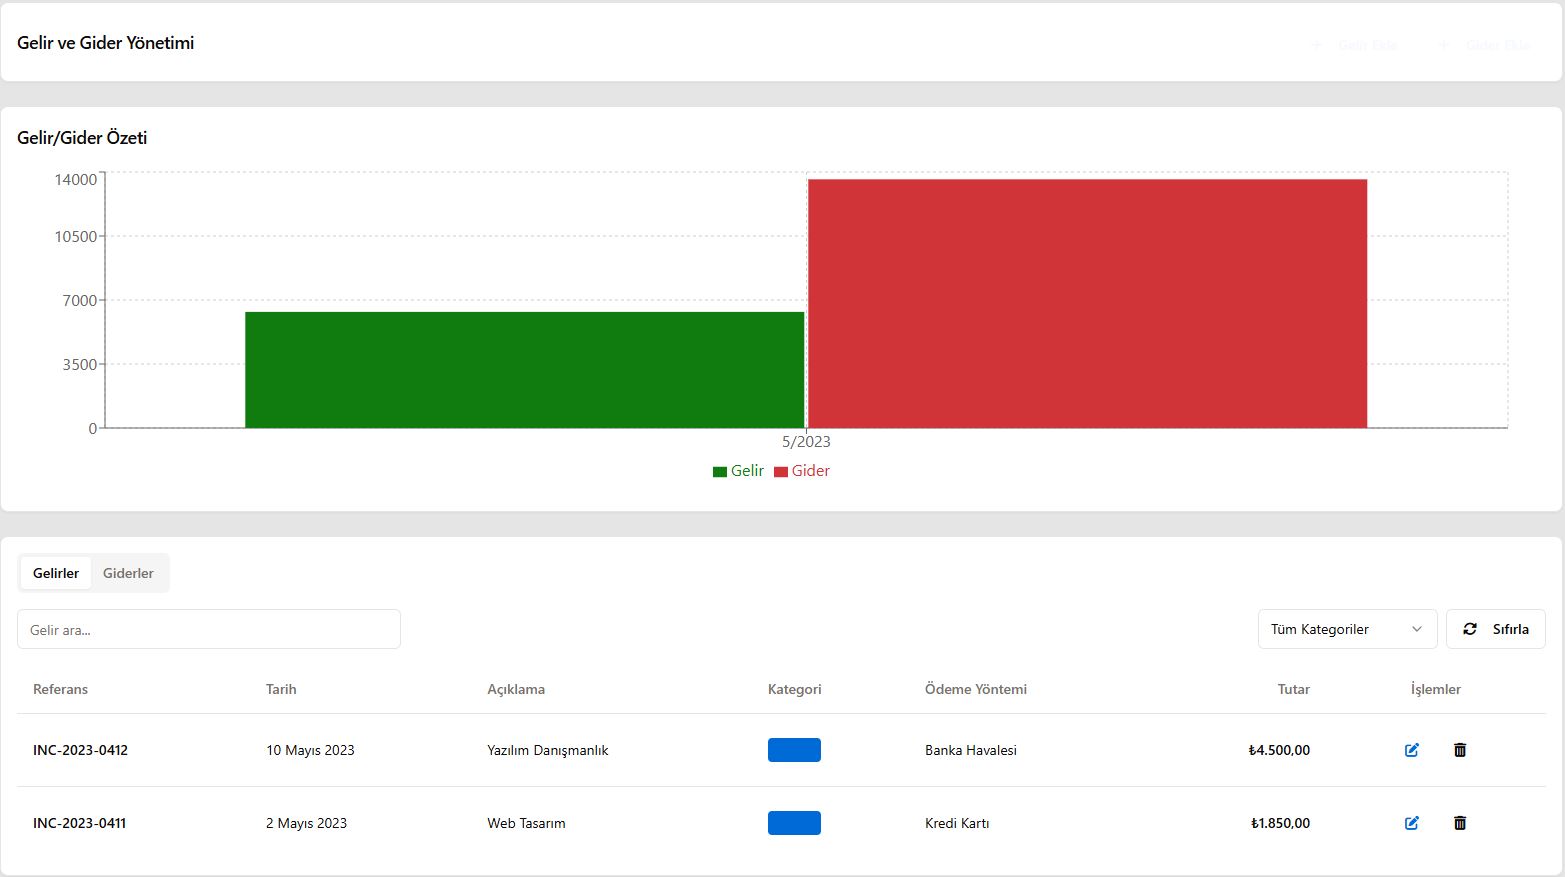 Gelir ve Gider Yönetimi
Gelir Ekle Gider Ekle
Gelir/Gider Özeti
14000
10500
7000
3500
0
5/2023
Gelir Gider
Gelirler Giderler
Gelir ara...
Tüm Kategoriler Sıfırla
Referans Tarih Açıklama Kategori Ödeme Yöntemi Tutar İşlemler
INC-2023-0412 10 Mayıs 2023 Yazılım Danışmanlık Banka Havalesi ₺4.500,00
INC-2023-0411 2 Mayıs 2023 Web Tasarım Kredi Kartı ₺1.850,00